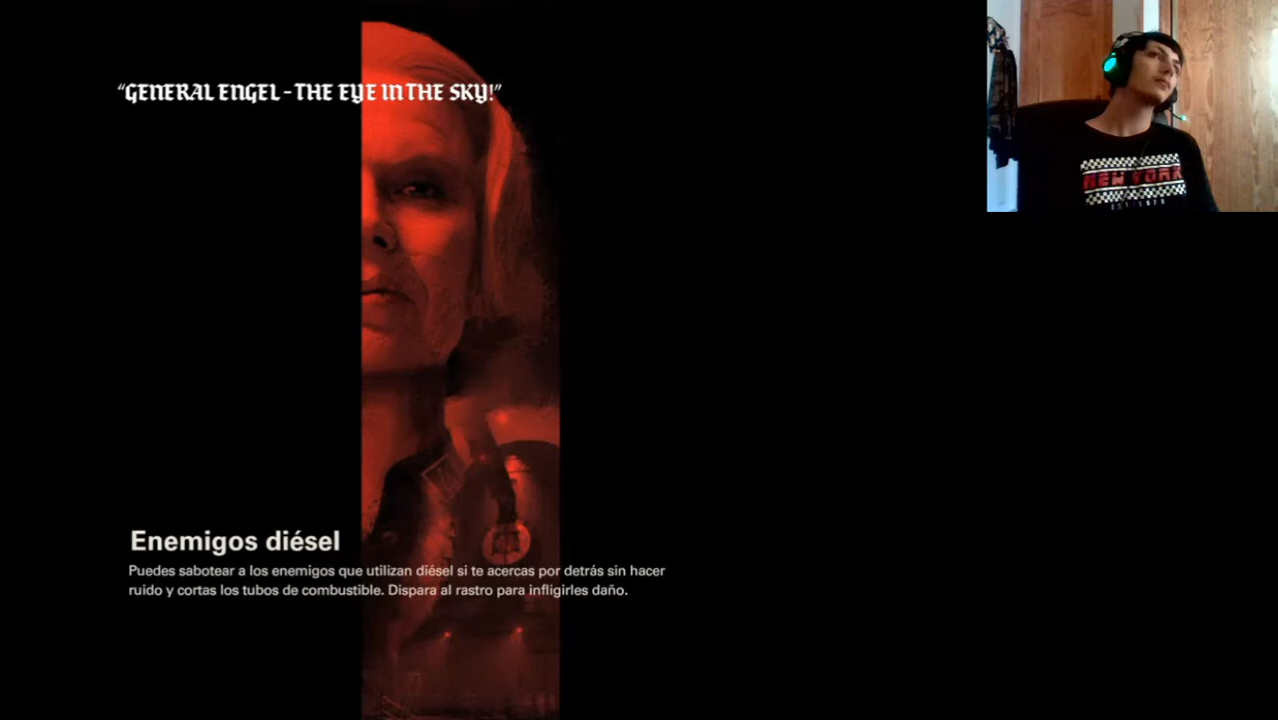 “GENERAL ENGEL - THE EYE IN THE SKY!”
NEW YORK
Enemigos diésel
Puedes sabotear a los enemigos que utilizan diésel si te acercas por detrás sin hacer
ruido y cortas los tubos de combustible. Dispara al rastro para infligirles daño.